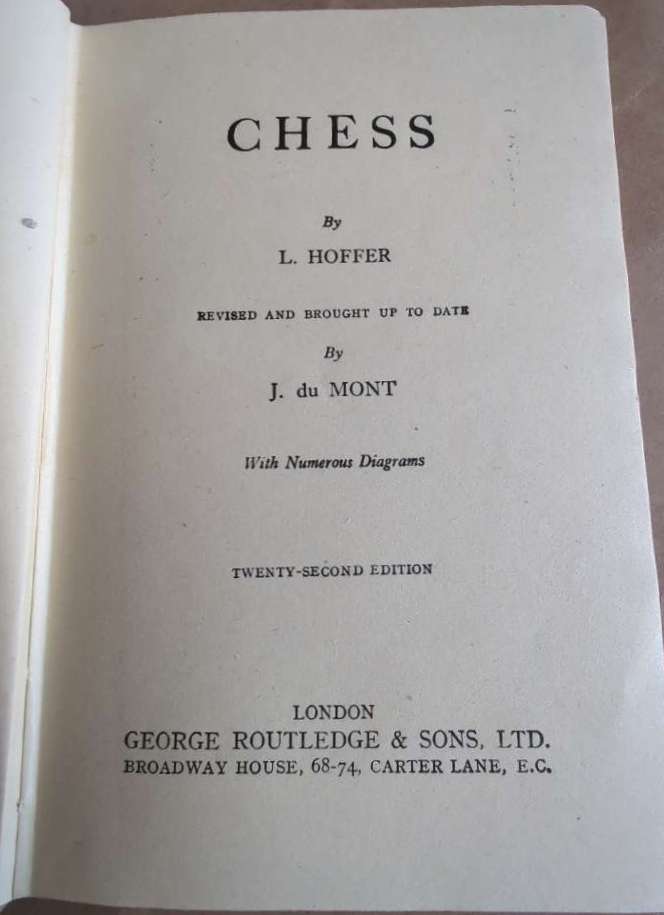 CHESS
By
L. HOFFER
REVISED AND BROUGHT UP TO DATE
By
J. du MONT
With Numerous Diagrams
TWENTY-SECOND EDITION
LONDON
GEORGE ROUTLEDGE & SONS, LTD.
BROADWAY HOUSE, 68-74, CARTER LANE, E.C.